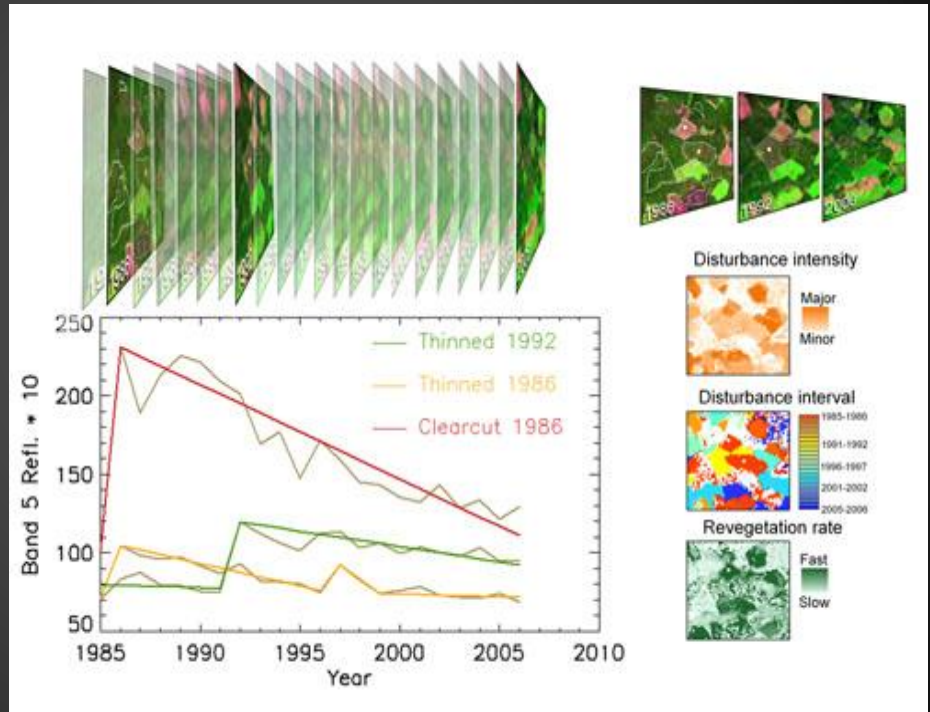 1986
1992
2006
Disturbance intensity
Major
Minor
Disturbance interval
1985-1986
1991-1992
1996-1997
2001-2002
2005-2006
Revegetation rate
Fast
Slow
250
200
150
100
50
Band 5 Refl. * 10
Thinned 1992
Thinned 1986
Clearcut 1986
1985 1990 1995 2000 2005 2010
Year